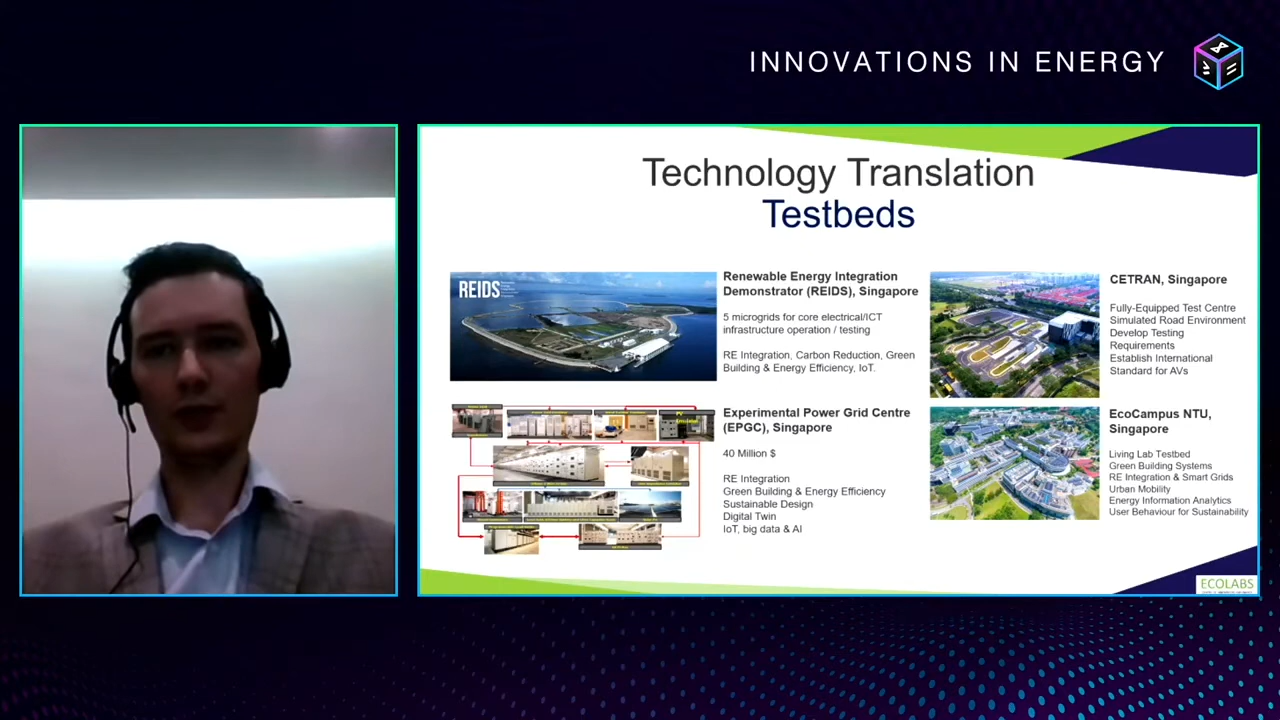 INNOVATIONS IN ENERGY
Technology Translation
Testbeds
REIDS
Renewable Energy Integration
Demonstrator (REIDS), Singapore
5 microgrids for core electrical/ICT
infrastructure operation / testing
RE Integration, Carbon Reduction, Green
Building & Energy Efficiency, IoT.
CETRAN, Singapore
Fully-Equipped Test Centre
Simulated Road Environment
Develop Testing
Requirements
Establish International
Standard for AVs
Experimental Power Grid Centre
(EPGC), Singapore
40 Million $
RE Integration
Green Building & Energy Efficiency
Sustainable Design
Digital Twin
IoT, big data & AI
EcoCampus NTU,
Singapore
Living Lab Testbed
Green Building Systems
RE Integration & Smart Grids
Urban Mobility
Energy Information Analytics
User Behaviour for Sustainability
ECOLABS